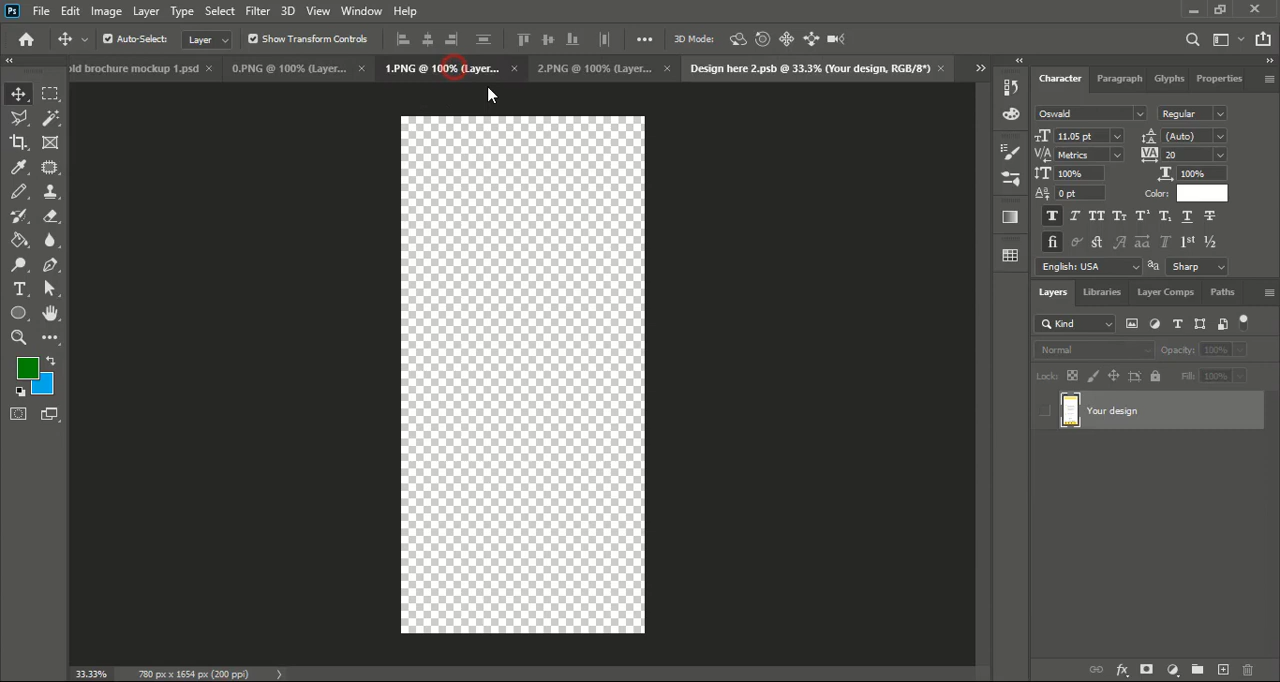 Ps File Edit Image Layer Type Select Filter 3D View Window Help
Auto-Select: Layer Show Transform Controls 3D Mode:
old brochure mockup 1.psd 0.PNG @ 100% (Layer... 1.PNG @ 100% (Layer... 2.PNG @ 100% (Layer... Design here 2.psb @ 33.3% (Your design, RGB/8*)
Character Paragraph Glyphs Properties
Oswald Regular
11.05 pt (Auto)
Metrics 20
100% 100%
0 pt Color:
English: USA Sharp
Layers Libraries Layer Comps Paths
Kind
Normal Opacity: 100%
Lock: Fill: 100%
Your design
33.33% 780 px x 1654 px (200 ppi)